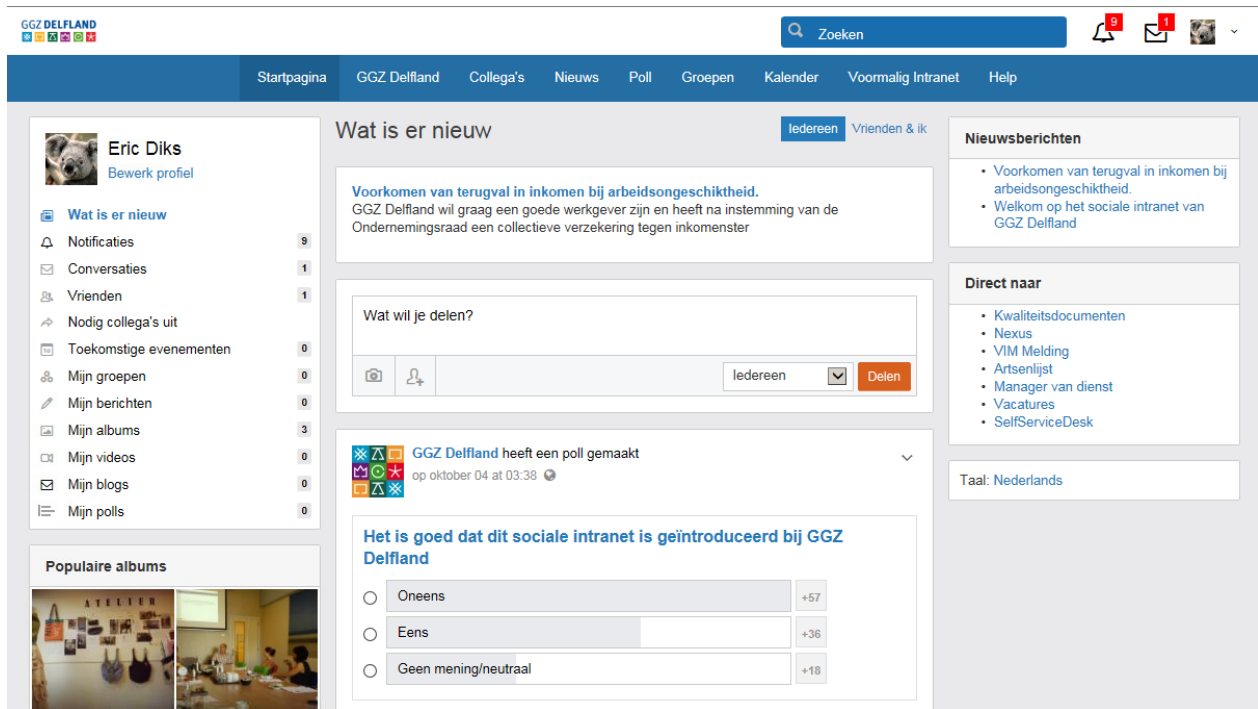 GGZ DELFLAND
Zoeken
9
1
Startpagina GGZ Delfland Collega's Nieuws Poll Groepen Kalender Voormalig Intranet Help
Eric Diks
Bewerk profiel
Wat is er nieuw
Notificaties 9
Conversaties 1
Vrienden 1
Nodig collega's uit
Toekomstige evenementen 0
Mijn groepen 0
Mijn berichten 0
Mijn albums 3
Mijn videos 0
Mijn blogs 0
Mijn polls 0
Populaire albums
ATELIER
Wat is er nieuw
Iedereen Vrienden & ik
Voorkomen van terugval in inkomen bij arbeidsongeschiktheid.
GGZ Delfland wil graag een goede werkgever zijn en heeft na instemming van de
Ondernemingsraad een collectieve verzekering tegen inkomenster
Wat wil je delen?
Iedereen Delen
GGZ Delfland heeft een poll gemaakt
op oktober 04 at 03:38
Het is goed dat dit sociale intranet is geïntroduceerd bij GGZ
Delfland
Oneens +57
Eens +36
Geen mening/neutraal +18
Nieuwsberichten
Voorkomen van terugval in inkomen bij
arbeidsongeschiktheid.
Welkom op het sociale intranet van
GGZ Delfland
Direct naar
Kwaliteitsdocumenten
Nexus
VIM Melding
Artsenlijst
Manager van dienst
Vacatures
SelfServiceDesk
Taal: Nederlands